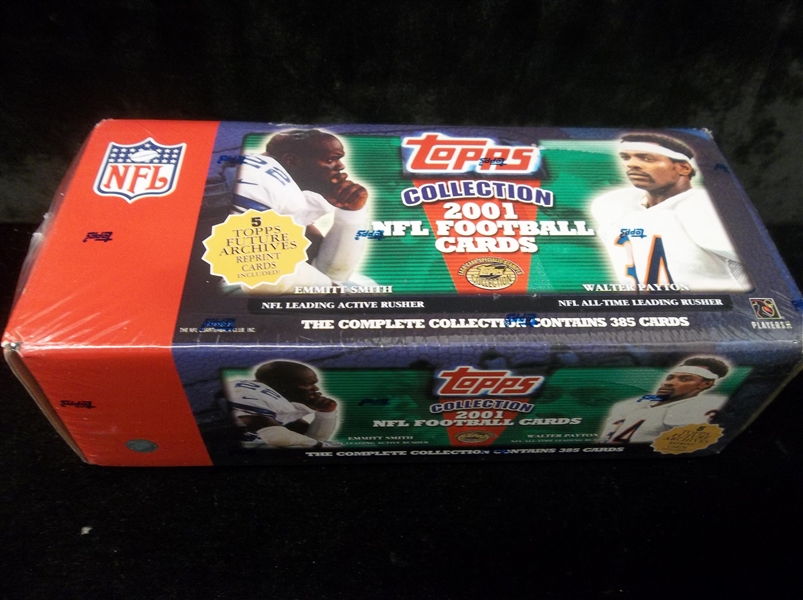 NFL
Topps
COLLECTION
2001
NFL FOOTBALL
CARDS
5
TOPPS
FUTURE
ARCHIVES
REPRINT
CARDS
INCLUDED
EMMITT SMITH
NFL LEADING ACTIVE RUSHER
WALTER PAYTON
NFL ALL-TIME LEADING RUSHER
THE COMPLETE COLLECTION CONTAINS 385 CARDS
PLAYERS INC
Topps
COLLECTION
2001
NFL FOOTBALL CARDS
EMMITT SMITH
WALTER PAYTON
34
THE COMPLETE COLLECTION CONTAINS 385 CARDS